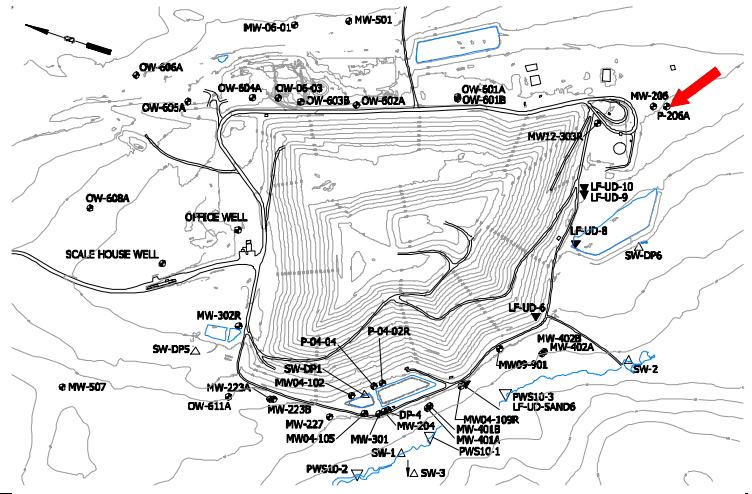 MW-06-01
MW-501
OW-606A
OW-604A
OW-06-03
OW-603B
OW-602A
OW-601A
OW-601B
MW-206
P-206A
OW-605A
MW12-303R
LF-UD-10
LF-UD-9
OW-608A
OFFICE WELL
LF-UD-8
SCALE HOUSE WELL
SW-DP6
MW-302R
LF-UD-6
P-04-02R
P-04-04
MW-402B
MW-402A
SW-DP5
SW-DP1
MW09-901
SW-2
MW04-102
MW-507
MW-223A
PWS10-3
LF-UD-5AND6
OW-611A
MW-223B
DP-4
MW04-109R
MW-227
MW-204
MW-401B
MW04-105
MW-301
MW-401A
SW-1
PWS10-1
PWS10-2
SW-3